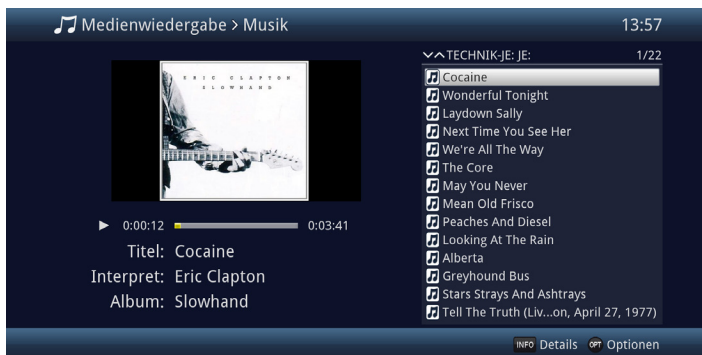 Medienwiedergabe > Musik
13:57
ERIC CLAPTON
SLOWHAND
0:00:12
0:03:41
Titel: Cocaine
Interpret: Eric Clapton
Album: Slowhand
TECHNIK-JE: JE:
1/22
Cocaine
Wonderful Tonight
Laydown Sally
Next Time You See Her
We're All The Way
The Core
May You Never
Mean Old Frisco
Peaches And Diesel
Looking At The Rain
Alberta
Greyhound Bus
Stars Strays And Ashtrays
Tell The Truth (Liv...on, April 27, 1977)
INFO Details OPT Optionen